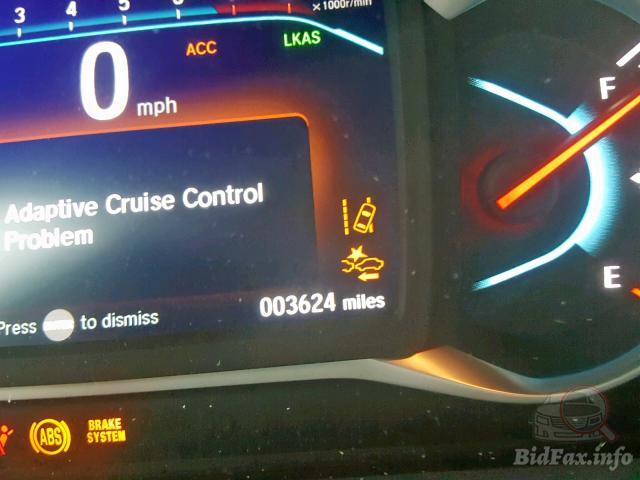 3 4 5 6 x 1000r/min
ACC LKAS
0 mph
F
Adaptive Cruise Control
Problem
E
003624 miles
Press to dismiss
ABS BRAKE
SYSTEM
BidFax.info